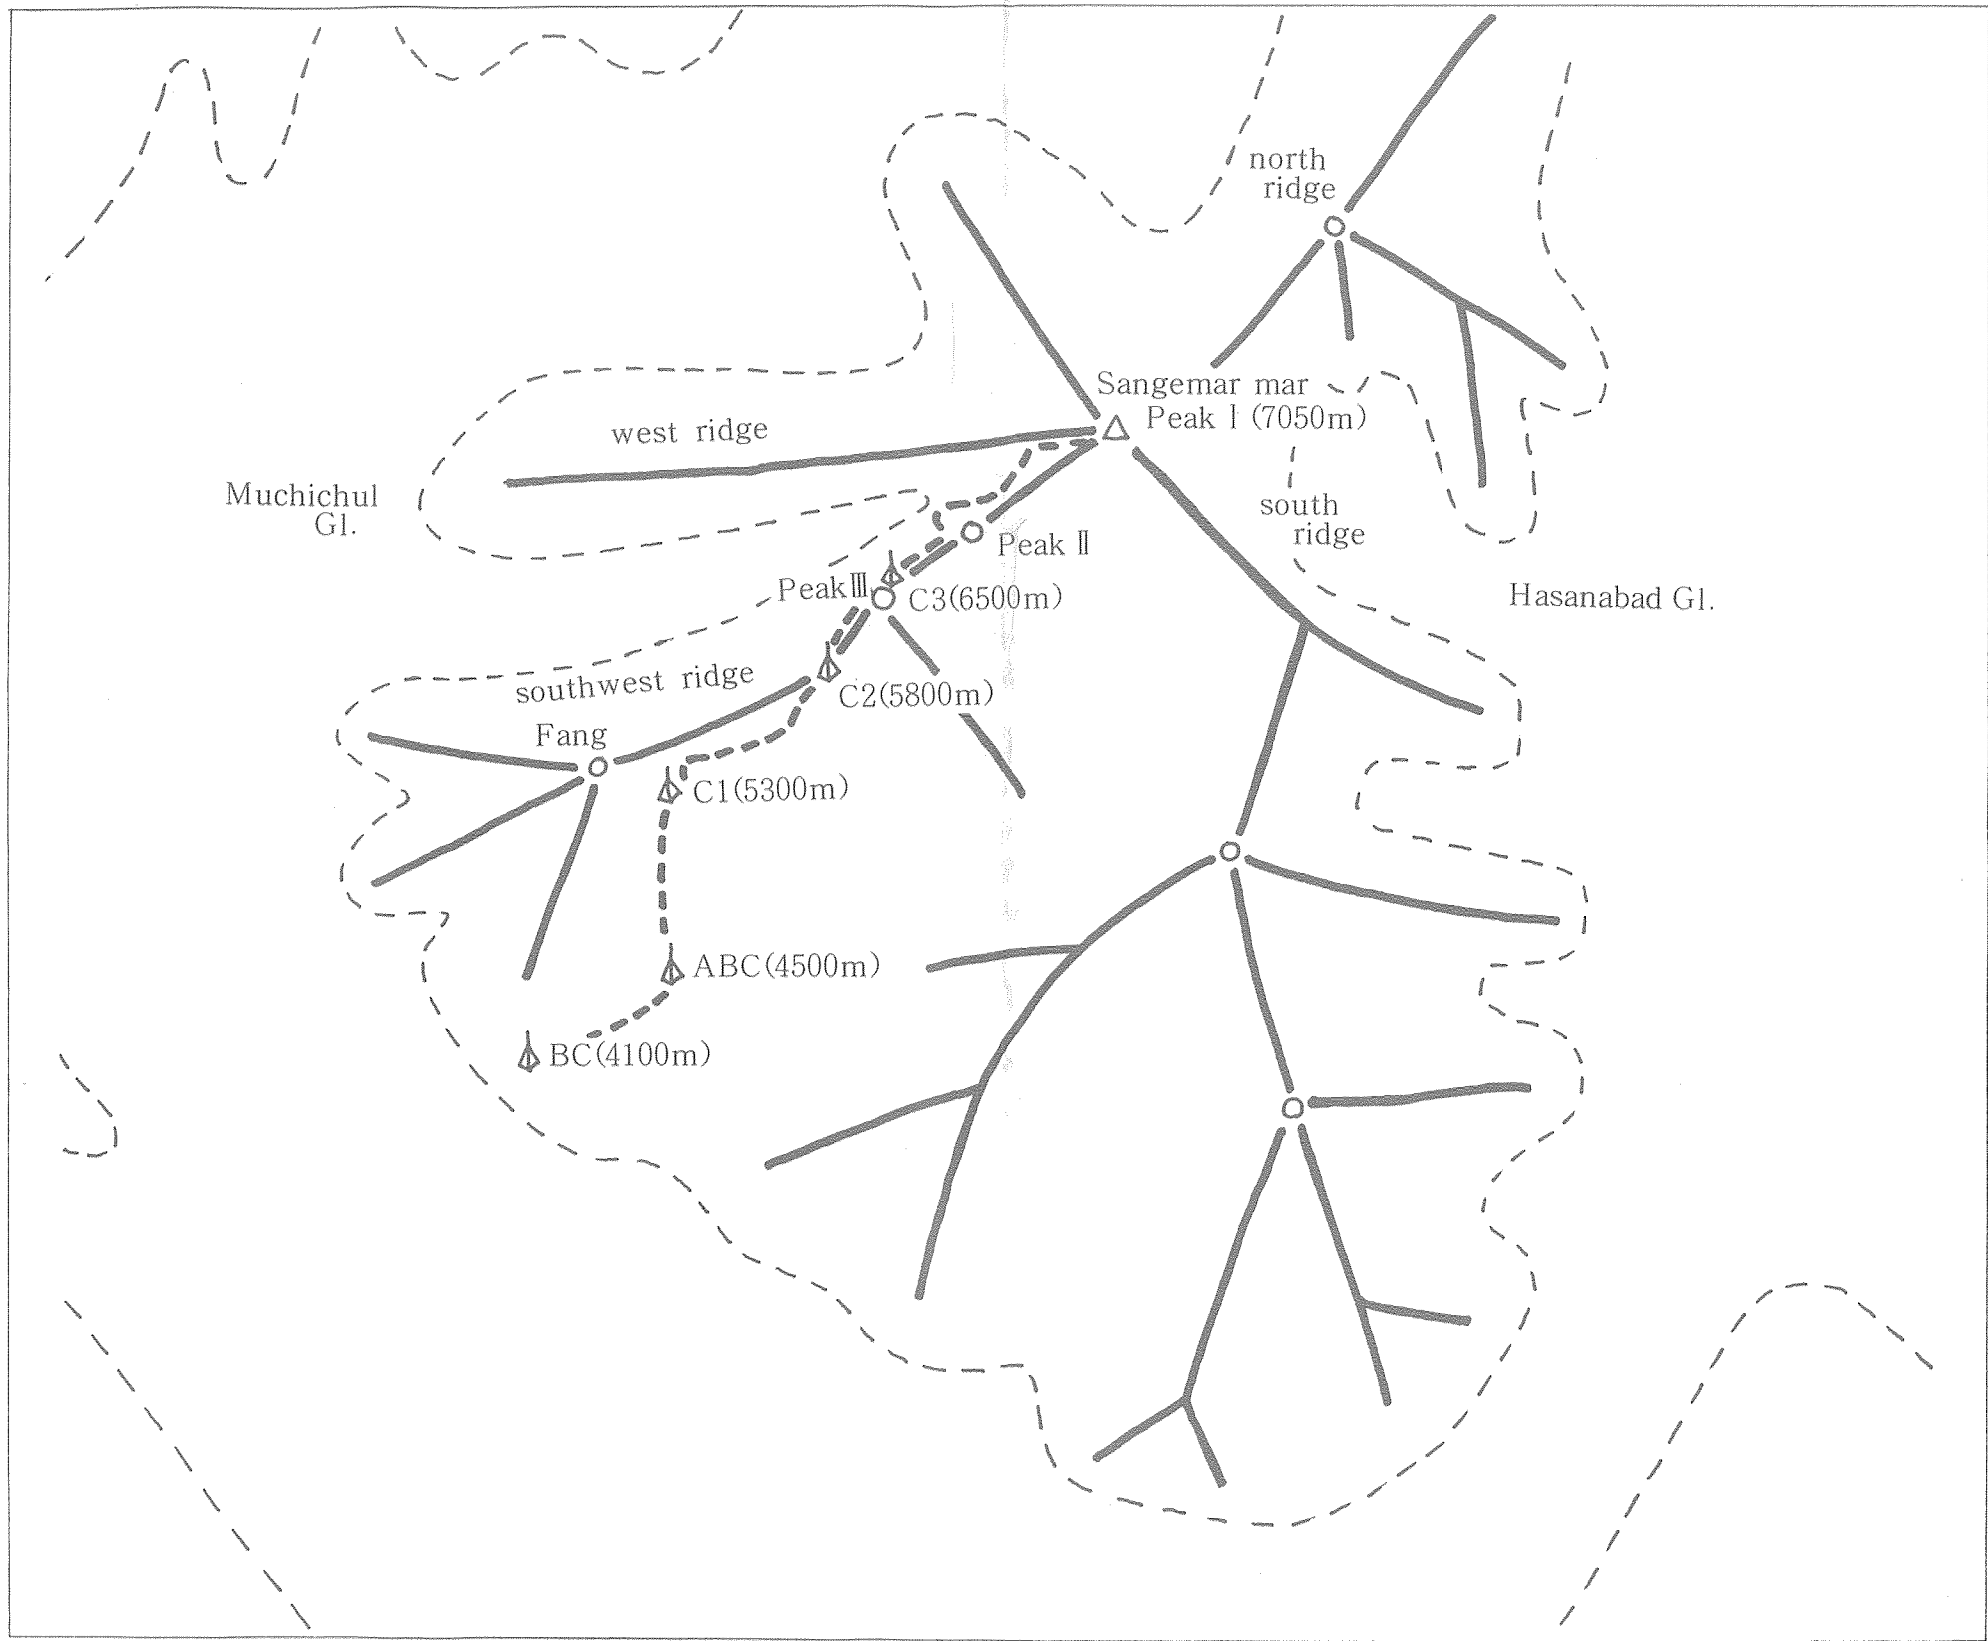 north
ridge
Sangemar mar
Peak Ⅰ (7050m)
west ridge
Muchichul
Gl.
south
ridge
Peak Ⅱ
Peak Ⅲ
C3(6500m)
Hasanabad Gl.
southwest ridge
C2(5800m)
Fang
C1(5300m)
ABC(4500m)
BC(4100m)